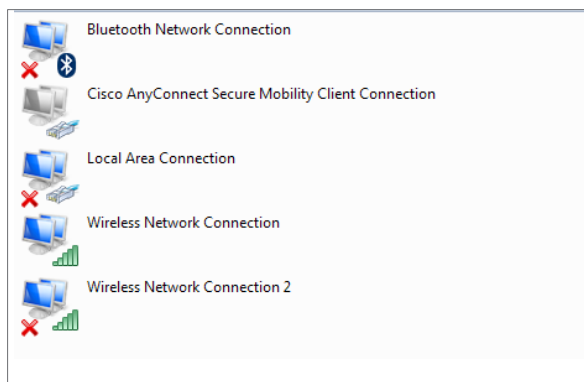 Bluetooth Network Connection
Cisco AnyConnect Secure Mobility Client Connection
Local Area Connection
Wireless Network Connection
Wireless Network Connection 2